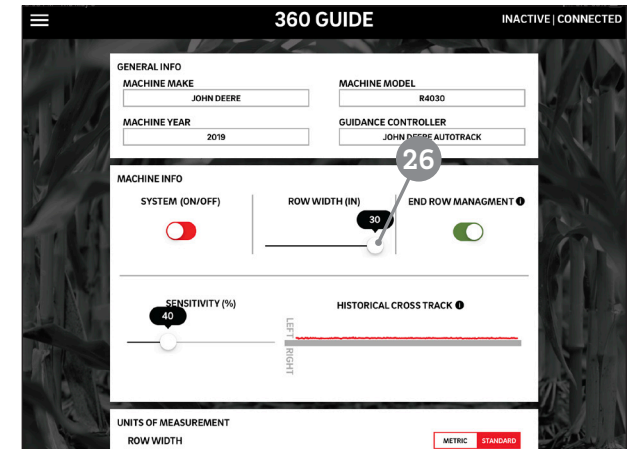 360 GUIDE
INACTIVE | CONNECTED
GENERAL INFO
MACHINE MAKE
JOHN DEERE
MACHINE MODEL
R4030
MACHINE YEAR
2019
GUIDANCE CONTROLLER
JOHN DEERE AUTOTRACK
26
MACHINE INFO
SYSTEM (ON/OFF)
ROW WIDTH (IN)
30
END ROW MANAGMENT
SENSITIVITY (%)
40
HISTORICAL CROSS TRACK
LEFT
RIGHT
UNITS OF MEASUREMENT
ROW WIDTH
METRIC STANDARD